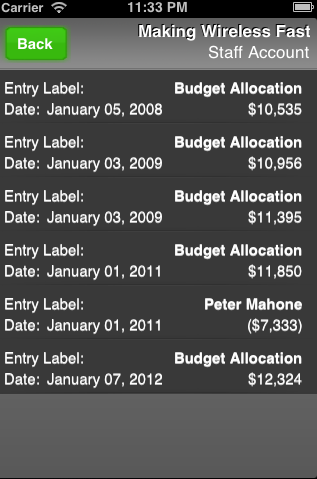 Carrier 11:33 PM
Making Wireless Fast
Back Staff Account
Entry Label: Budget Allocation
Date: January 05, 2008 $10,535
Entry Label: Budget Allocation
Date: January 03, 2009 $10,956
Entry Label: Budget Allocation
Date: January 03, 2009 $11,395
Entry Label: Budget Allocation
Date: January 01, 2011 $11,850
Entry Label: Peter Mahone
Date: January 01, 2011 ($7,333)
Entry Label: Budget Allocation
Date: January 07, 2012 $12,324